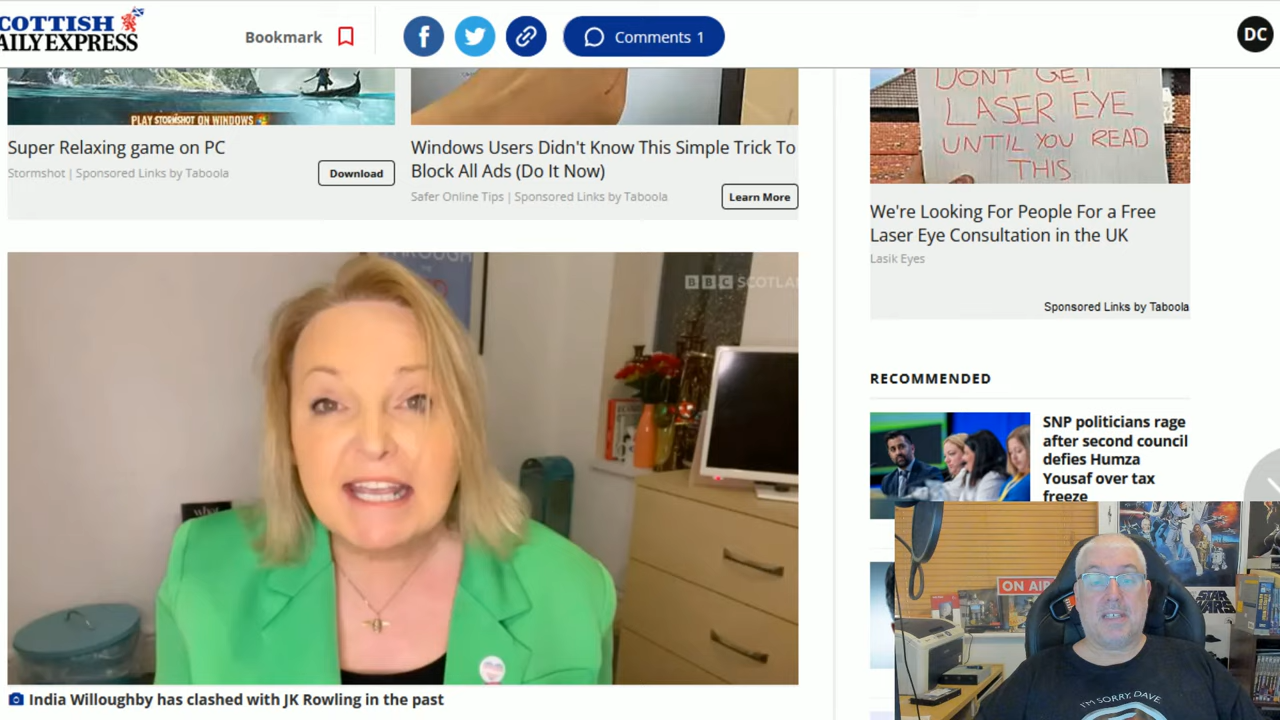 COTTISH
AILY EXPRESS
Bookmark
Comments 1
DC
PLAY STORMSHOT ON WINDOWS
Super Relaxing game on PC
Stormshot | Sponsored Links by Taboola
Download
Windows Users Didn't Know This Simple Trick To
Block All Ads (Do It Now)
Safer Online Tips | Sponsored Links by Taboola
Learn More
DONT GET
LASER EYE
UNTIL YOU READ
THIS
We're Looking For People For a Free
Laser Eye Consultation in the UK
Lasik Eyes
Sponsored Links by Taboola
THROUGH
BBC SCOTLA
India Willoughby has clashed with JK Rowling in the past
RECOMMENDED
SNP politicians rage
after second council
defies Humza
Yousaf over tax
freeze
ON AIR
STAR
WARS
I'M SORRY, DAVE